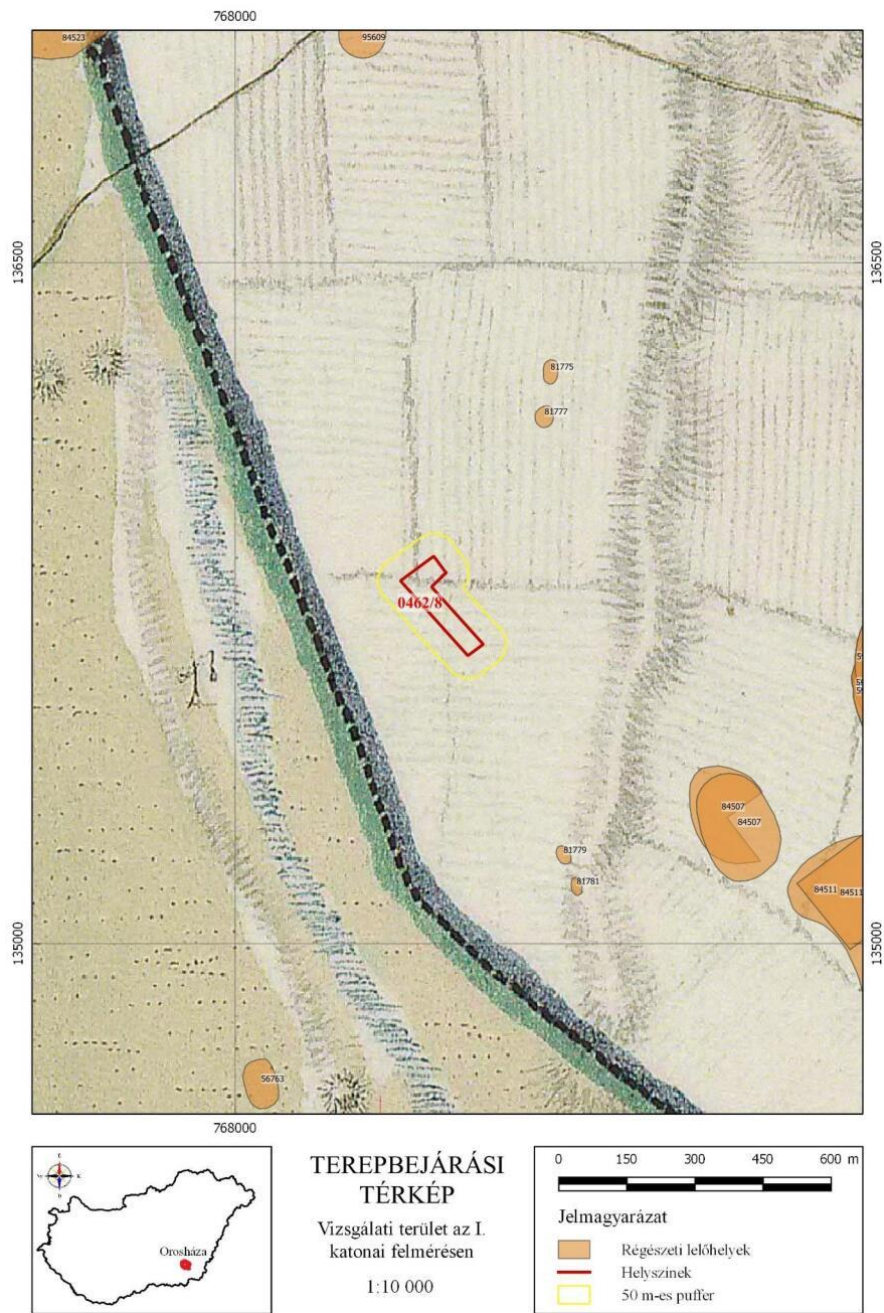 768000
84523
95609
136500
136500
81775
81777
0462/8
84507
84507
81779
81781
84511
84511
135000
135000
56763
768000
TEREPBEJÁRÁSI
TÉRKÉP
Vizsgálati terület az I.
katonai felmérésen
1:10 000
Orosháza
0 150 300 450 600 m
Jelmagyarázat
Régészeti lelőhelyek
Helyszínek
50 m-es puffer